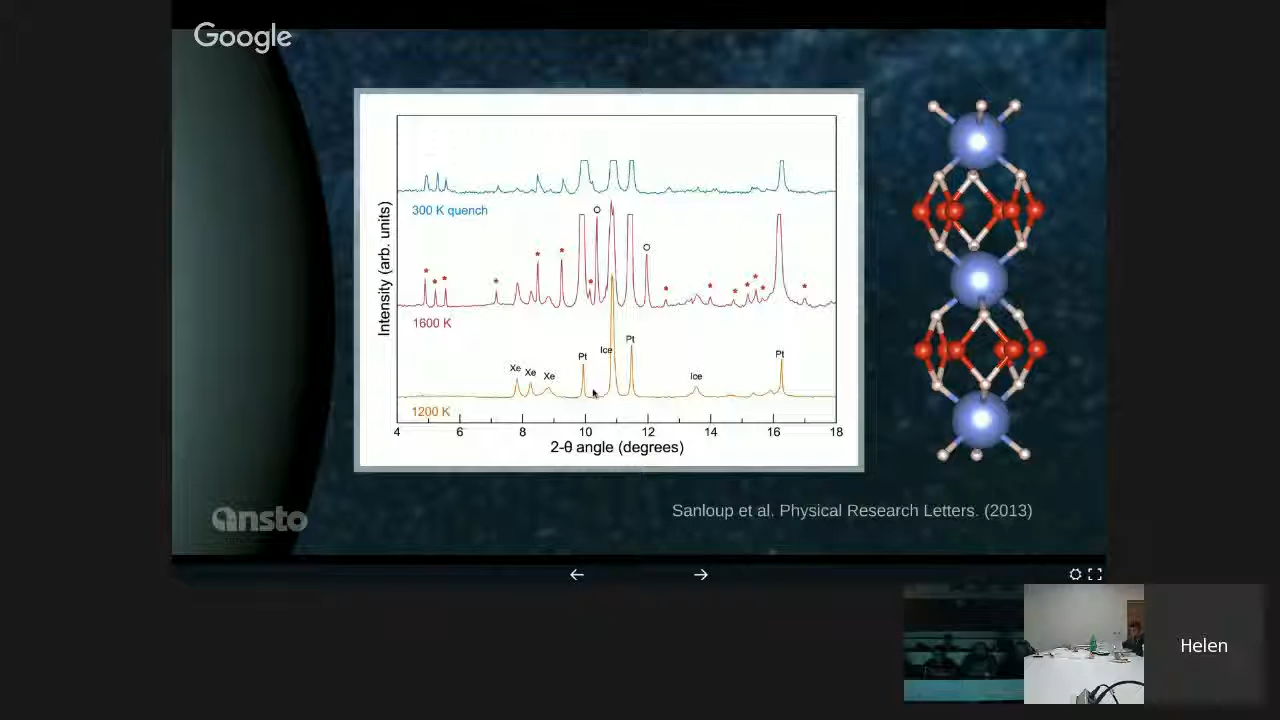 Google
300 K quench
1600 K
Xe
Xe
Xe
Pt
Ice
Pt
Ice
Pt
1200 K
Intensity (arb. units)
4 6 8 10 12 14 16 18
2-θ angle (degrees)
ansto
Sanloup et al. Physical Research Letters. (2013)
Helen